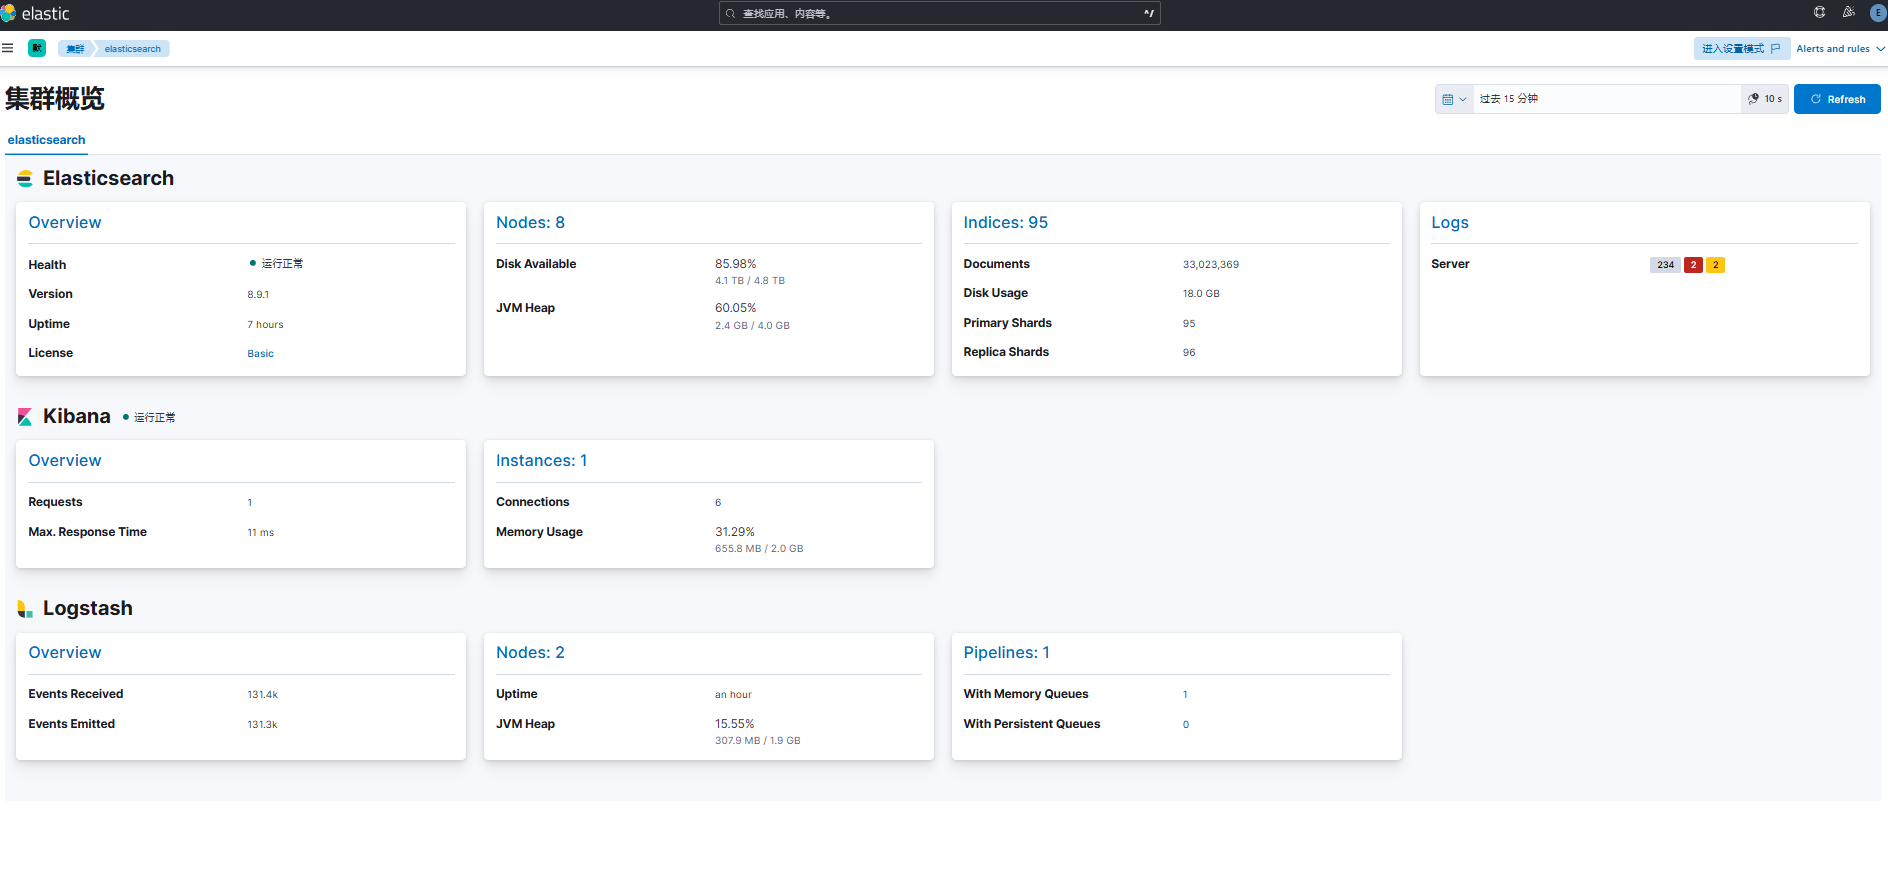 elastic
查找应用、内容等。
^/
E
默
集群
elasticsearch
进入设置模式
Alerts and rules
集群概览
过去 15 分钟
10 s
Refresh
elasticsearch
Elasticsearch
Overview
Health
运行正常
Version
8.9.1
Uptime
7 hours
License
Basic
Nodes: 8
Disk Available
85.98%
4.1 TB / 4.8 TB
JVM Heap
60.05%
2.4 GB / 4.0 GB
Indices: 95
Documents
33,023,369
Disk Usage
18.0 GB
Primary Shards
95
Replica Shards
96
Logs
Server
234
2
2
Kibana
运行正常
Overview
Requests
1
Max. Response Time
11 ms
Instances: 1
Connections
6
Memory Usage
31.29%
655.8 MB / 2.0 GB
Logstash
Overview
Events Received
131.4k
Events Emitted
131.3k
Nodes: 2
Uptime
an hour
JVM Heap
15.55%
307.9 MB / 1.9 GB
Pipelines: 1
With Memory Queues
1
With Persistent Queues
0